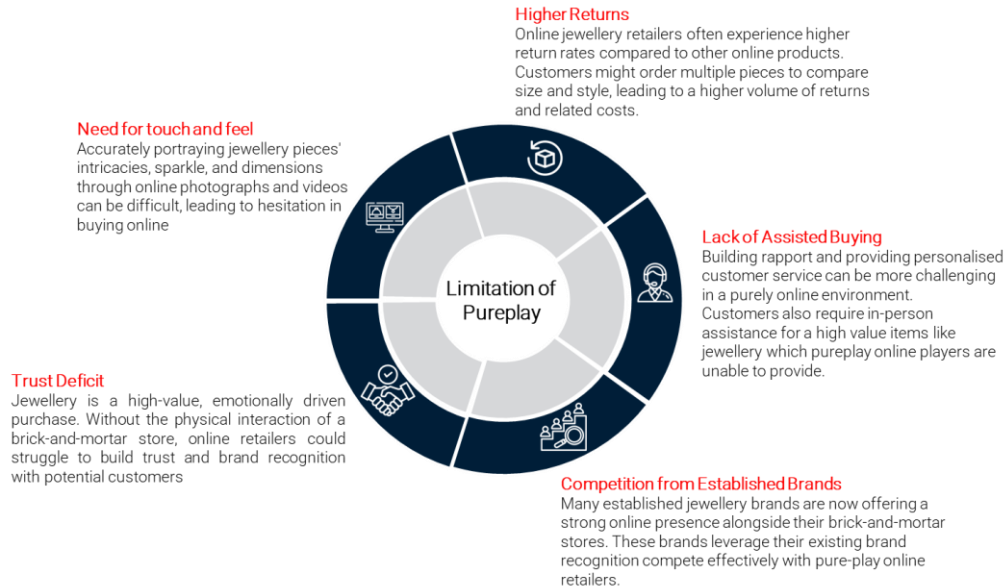 Higher Returns
Online jewellery retailers often experience higher
return rates compared to other online products.
Customers might order multiple pieces to compare
size and style, leading to a higher volume of returns
and related costs.
Need for touch and feel
Accurately portraying jewellery pieces'
intricacies, sparkle, and dimensions
through online photographs and videos
can be difficult, leading to hesitation in
buying online
Lack of Assisted Buying
Building rapport and providing personalised
customer service can be more challenging
in a purely online environment.
Customers also require in-person
assistance for a high value items like
jewellery which pureplay online players are
unable to provide.
Limitation of
Pureplay
Trust Deficit
Jewellery is a high-value, emotionally driven
purchase. Without the physical interaction of a
brick-and-mortar store, online retailers could
struggle to build trust and brand recognition
with potential customers
Competition from Established Brands
Many established jewellery brands are now offering a
strong online presence alongside their brick-and-mortar
stores. These brands leverage their existing brand
recognition compete effectively with pure-play online
retailers.